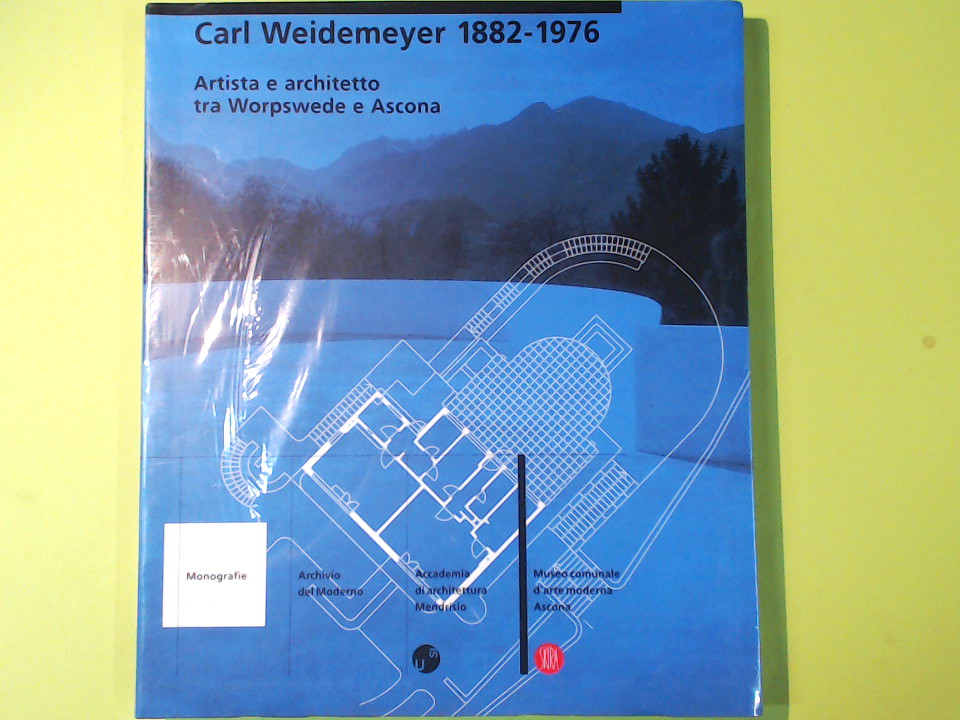 Carl Weidemeyer 1882-1976
Artista e architetto
tra Worpswede e Ascona
Monografie
Archivio
del Moderno
Accademia
di architettura
Mendrisio
Museo comunale
d'arte moderna
Ascona
USI
SKIRA